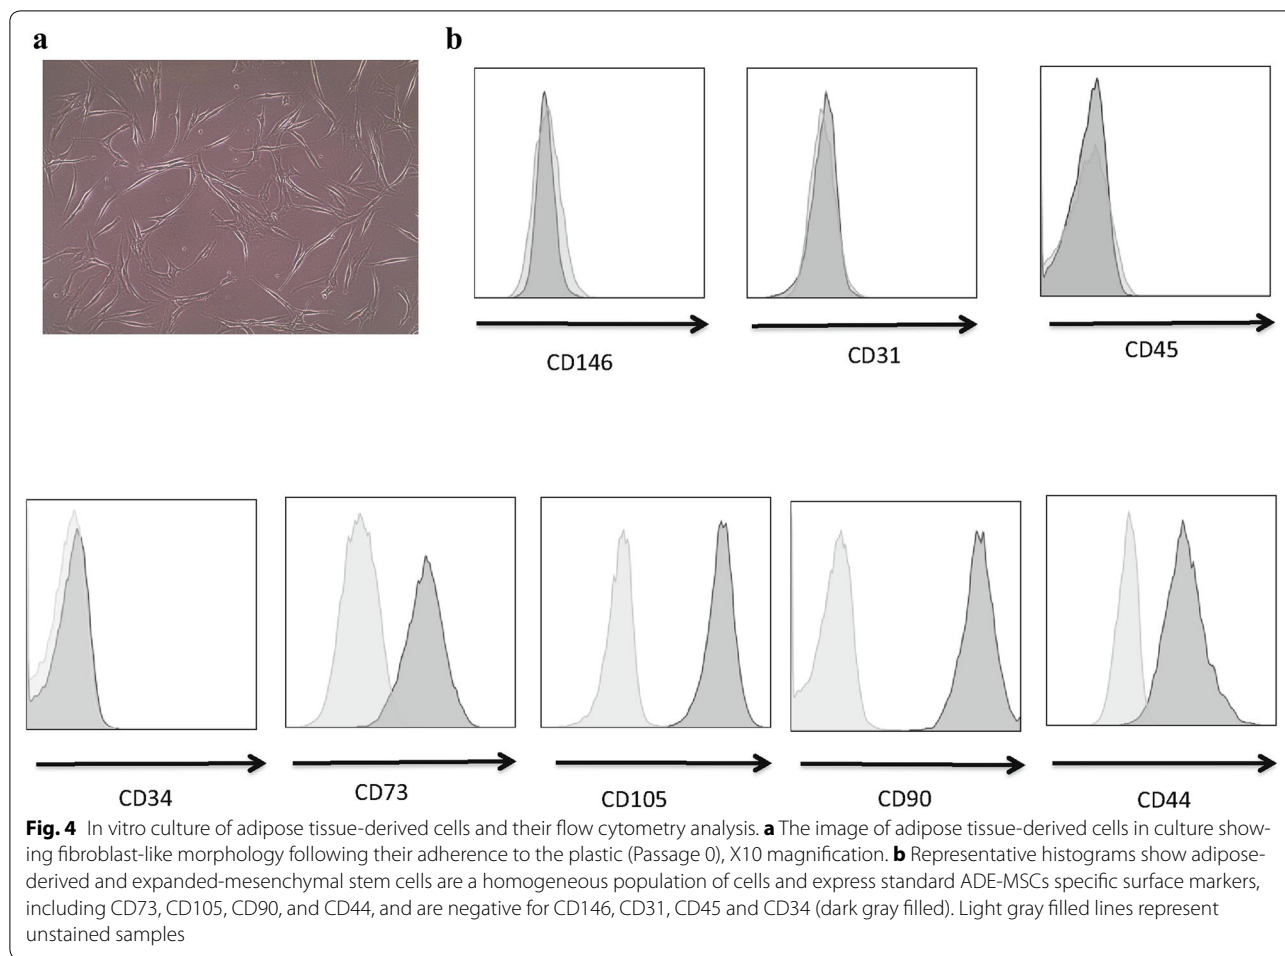 a
b
CD146
CD31
CD45
CD34
CD73
CD105
CD90
CD44
Fig. 4 In vitro culture of adipose tissue-derived cells and their flow cytometry analysis. a The image of adipose tissue-derived cells in culture show-
ing fibroblast-like morphology following their adherence to the plastic (Passage 0), X10 magnification. b Representative histograms show adipose-
derived and expanded-mesenchymal stem cells are a homogeneous population of cells and express standard ADE-MSCs specific surface markers,
including CD73, CD105, CD90, and CD44, and are negative for CD146, CD31, CD45 and CD34 (dark gray filled). Light gray filled lines represent
unstained samples